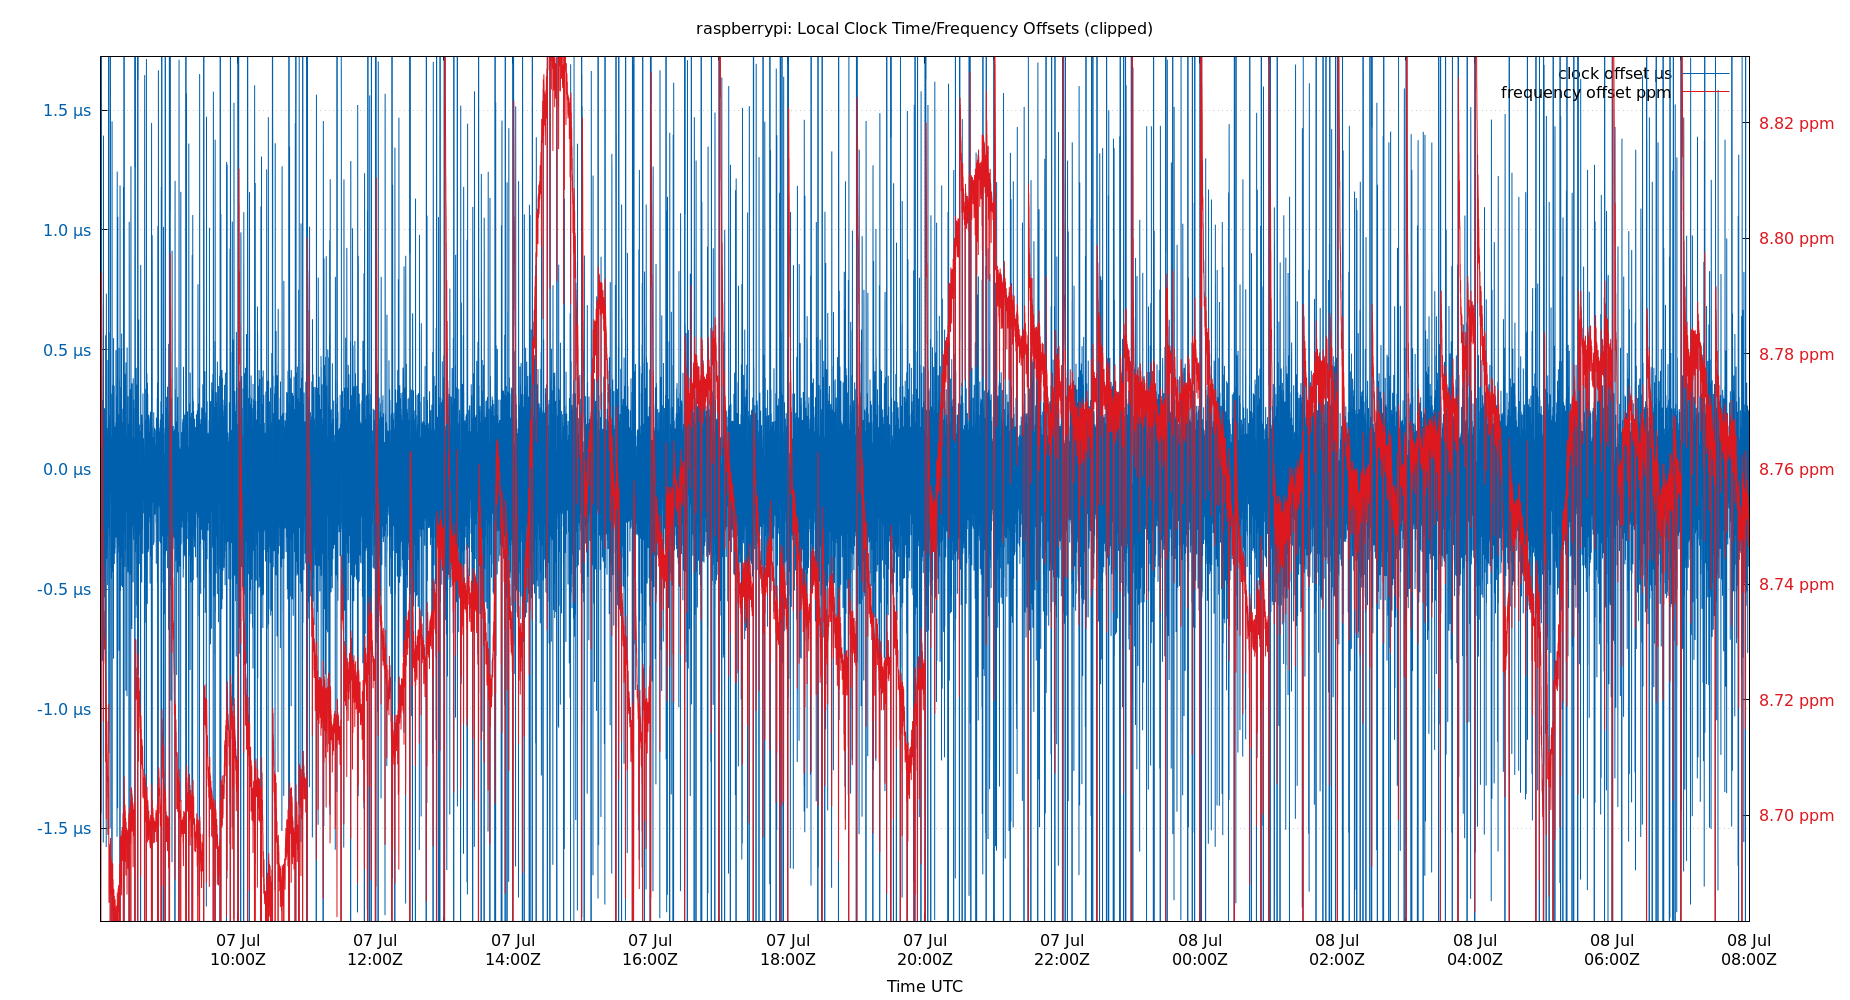 raspberrypi: Local Clock Time/Frequency Offsets (clipped)
clock offset µs
frequency offset ppm
1.5 µs
1.0 µs
0.5 µs
0.0 µs
-0.5 µs
-1.0 µs
-1.5 µs
8.82 ppm
8.80 ppm
8.78 ppm
8.76 ppm
8.74 ppm
8.72 ppm
8.70 ppm
07 Jul 07 Jul 07 Jul 07 Jul 07 Jul 07 Jul 07 Jul 08 Jul 08 Jul 08 Jul 08 Jul 08 Jul
10:00Z 12:00Z 14:00Z 16:00Z 18:00Z 20:00Z 22:00Z 00:00Z 02:00Z 04:00Z 06:00Z 08:00Z
Time UTC